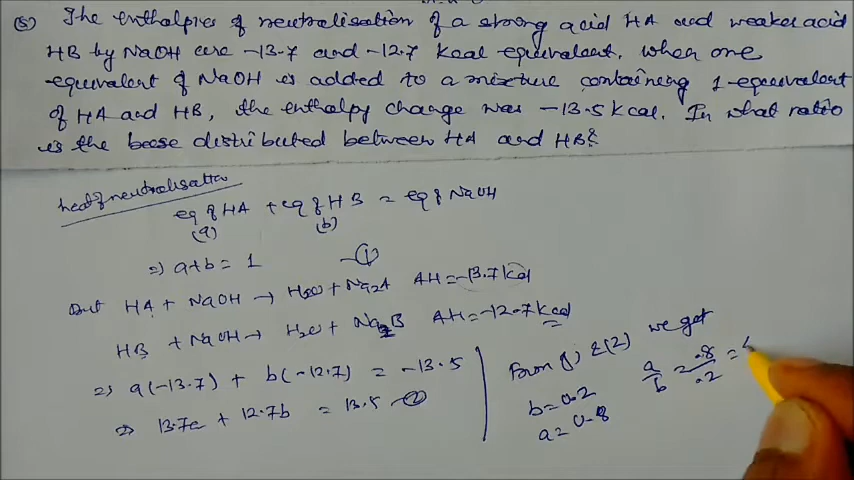 (5) The enthalpies of neutralisation of a strong acid HA and weaker acid
HB by NaOH are -13.7 and -12.7 Kcal equivalent. When one
equivalent of NaOH is added to a mixture containing 1-equivalent
of HA and HB, the enthalpy change was -13.5 Kcal. In what ratio
is the base distributed between HA and HB?
heat of neutralisation
eq of HA + eq of HB = eq of NaOH
(a) (b)
⇒ a+b = 1 -①
But HA + NaOH → H2O + Na2A ΔH = -13.7 Kcal
HB + NaOH → H2O + Na2B ΔH = -12.7 Kcal
⇒ a(-13.7) + b(-12.7) = -13.5
⇒ 13.7a + 12.7b = 13.5 -②
From (1) & (2) we get
b = 0.2
a = 0.8
a/b = .8/.2 =